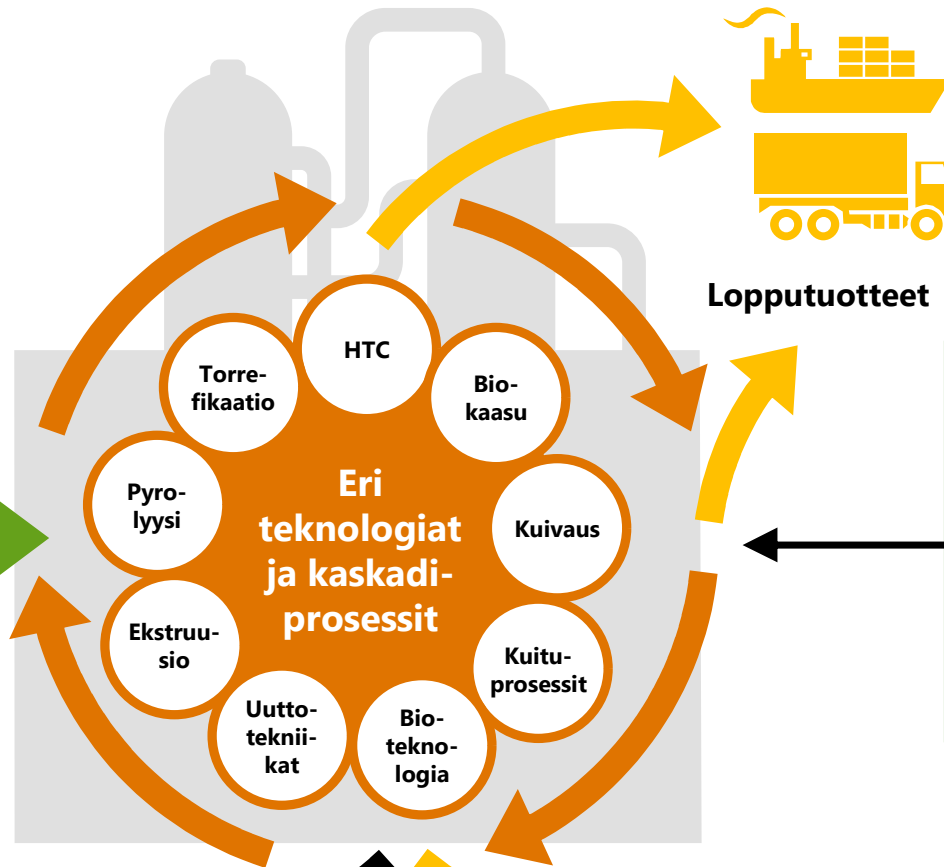 Lopputuotteet
HTC
Torre-
fikaatio
Bio-
kaasu
Eri
teknologiat
ja kaskadi-
prosessit
Pyro-
lyysi
Kuivaus
Ekstruu-
sio
Kuitu-
prosessit
Uutto-
teknii-
kat
Bio-
tekno-
logia